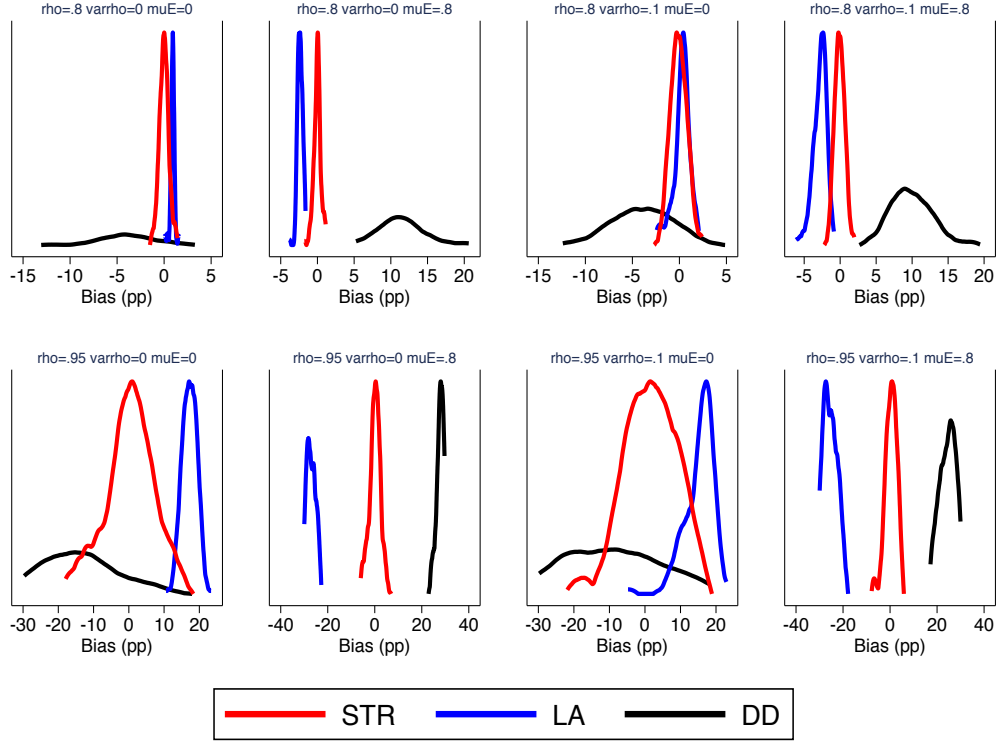 rho=.8 varrho=0 muE=0
-15 -10 -5 0 5
Bias (pp)
rho=.8 varrho=0 muE=.8
-5 0 5 10 15 20
Bias (pp)
rho=.8 varrho=.1 muE=0
-15 -10 -5 0 5
Bias (pp)
rho=.8 varrho=.1 muE=.8
-5 0 5 10 15 20
Bias (pp)
rho=.95 varrho=0 muE=0
-30 -20 -10 0 10 20
Bias (pp)
rho=.95 varrho=0 muE=.8
-40 -20 0 20 40
Bias (pp)
rho=.95 varrho=.1 muE=0
-30 -20 -10 0 10 20
Bias (pp)
rho=.95 varrho=.1 muE=.8
-40 -20 0 20 40
Bias (pp)
STR LA DD